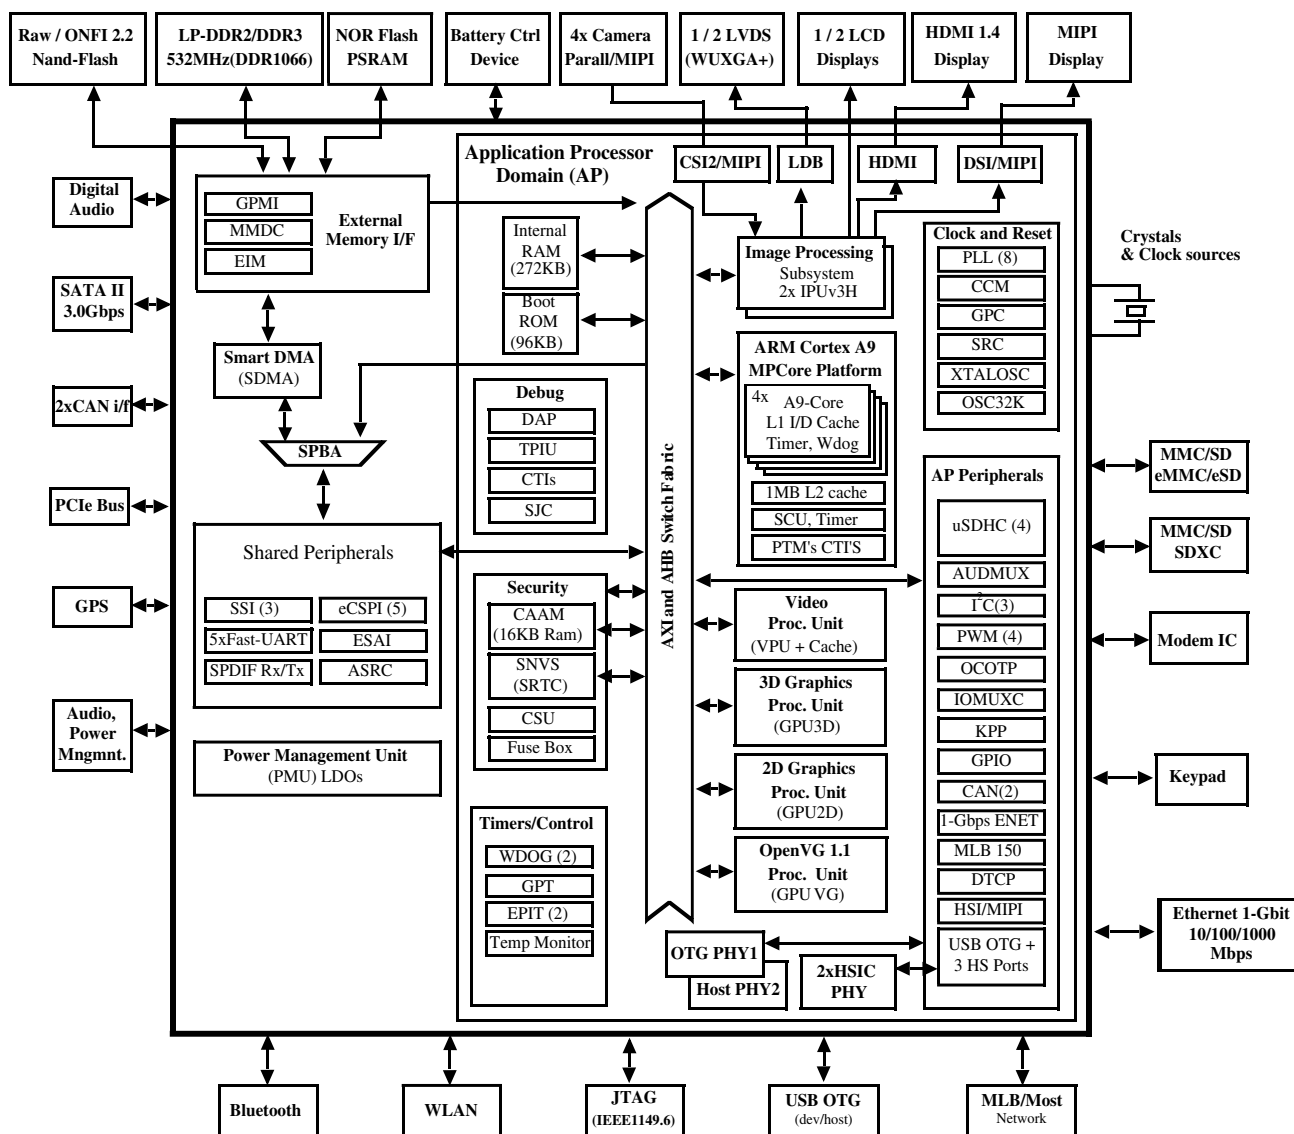 Raw / ONFI 2.2
Nand-Flash
LP-DDR2/DDR3
532MHz(DDR1066)
NOR Flash
PSRAM
Battery Ctrl
Device
4x Camera
Parall/MIPI
1 / 2 LVDS
(WUXGA+)
1 / 2 LCD
Displays
HDMI 1.4
Display
MIPI
Display
Digital
Audio
SATA II
3.0Gbps
2xCAN i/f
PCIe Bus
GPS
Audio,
Power
Mngmnt.
GPMI
MMDC
EIM
External
Memory I/F
Smart DMA
(SDMA)
SPBA
Shared Peripherals
SSI (3)
eCSPI (5)
5xFast-UART
ESAI
SPDIF Rx/Tx
ASRC
Power Management Unit
(PMU) LDOs
Application Processor
Domain (AP)
Internal
RAM
(272KB)
Boot
ROM
(96KB)
Debug
DAP
TPIU
CTIs
SJC
Security
CAAM
(16KB Ram)
SNVS
(SRTC)
CSU
Fuse Box
Timers/Control
WDOG (2)
GPT
EPIT (2)
Temp Monitor
AXI and AHB Switch Fabric
CSI2/MIPI
LDB
HDMI
DSI/MIPI
Image Processing
Subsystem
2x IPUv3H
ARM Cortex A9
MPCore Platform
4x
A9-Core
L1 I/D Cache
Timer, Wdog
1MB L2 cache
SCU, Timer
PTM's CTI'S
Video
Proc. Unit
(VPU + Cache)
3D Graphics
Proc. Unit
(GPU3D)
2D Graphics
Proc. Unit
(GPU2D)
OpenVG 1.1
Proc. Unit
(GPU VG)
OTG PHY1
Host PHY2
2xHSIC
PHY
Clock and Reset
PLL (8)
CCM
GPC
SRC
XTALOSC
OSC32K
AP Peripherals
uSDHC (4)
AUDMUX
I2C(3)
PWM (4)
OCOTP
IOMUXC
KPP
GPIO
CAN(2)
1-Gbps ENET
MLB 150
DTCP
HSI/MIPI
USB OTG +
3 HS Ports
Crystals
& Clock sources
MMC/SD
eMMC/eSD
MMC/SD
SDXC
Modem IC
Keypad
Ethernet 1-Gbit
10/100/1000
Mbps
Bluetooth
WLAN
JTAG
(IEEE1149.6)
USB OTG
(dev/host)
MLB/Most
Network